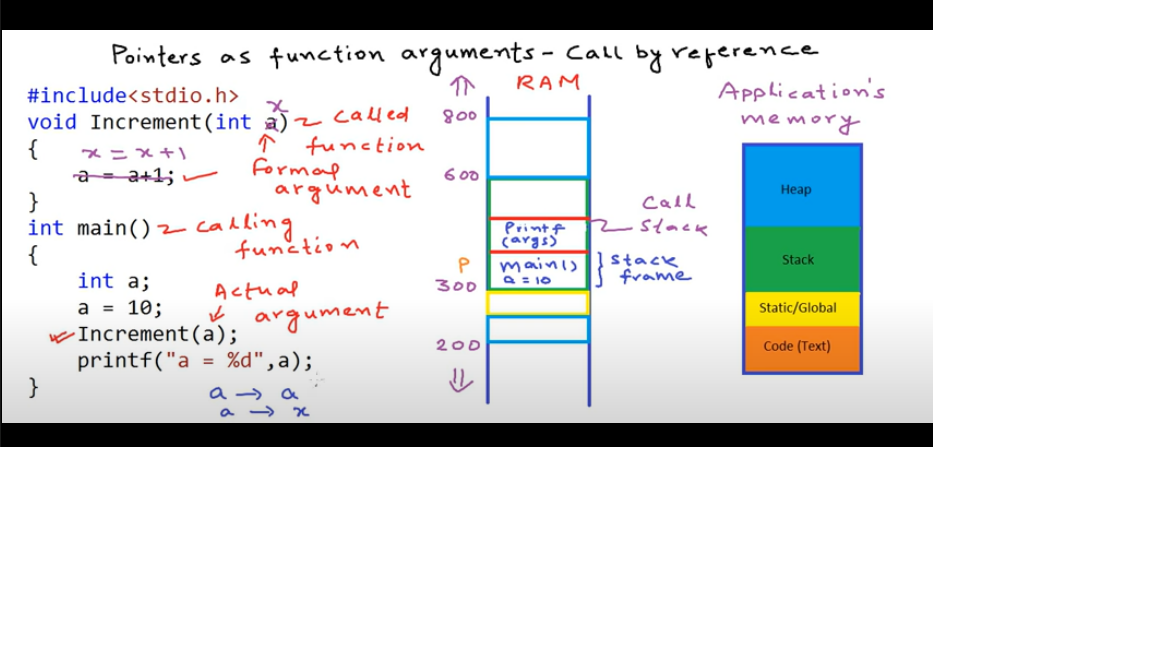 Pointers as function arguments - Call by reference
#include<stdio.h>
void Increment(int a)
x
called
function
{
x = x+1
a = a+1;
Formal
argument
}
int main()
calling
function
{
int a;
a = 10;
Actual
argument
Increment(a);
printf("a = %d",a);
}
a → a
a → x
RAM
800
600
P
300
200
Printf
(args)
main()
a = 10
Call
Stack
stack
frame
Application's
memory
Heap
Stack
Static/Global
Code (Text)